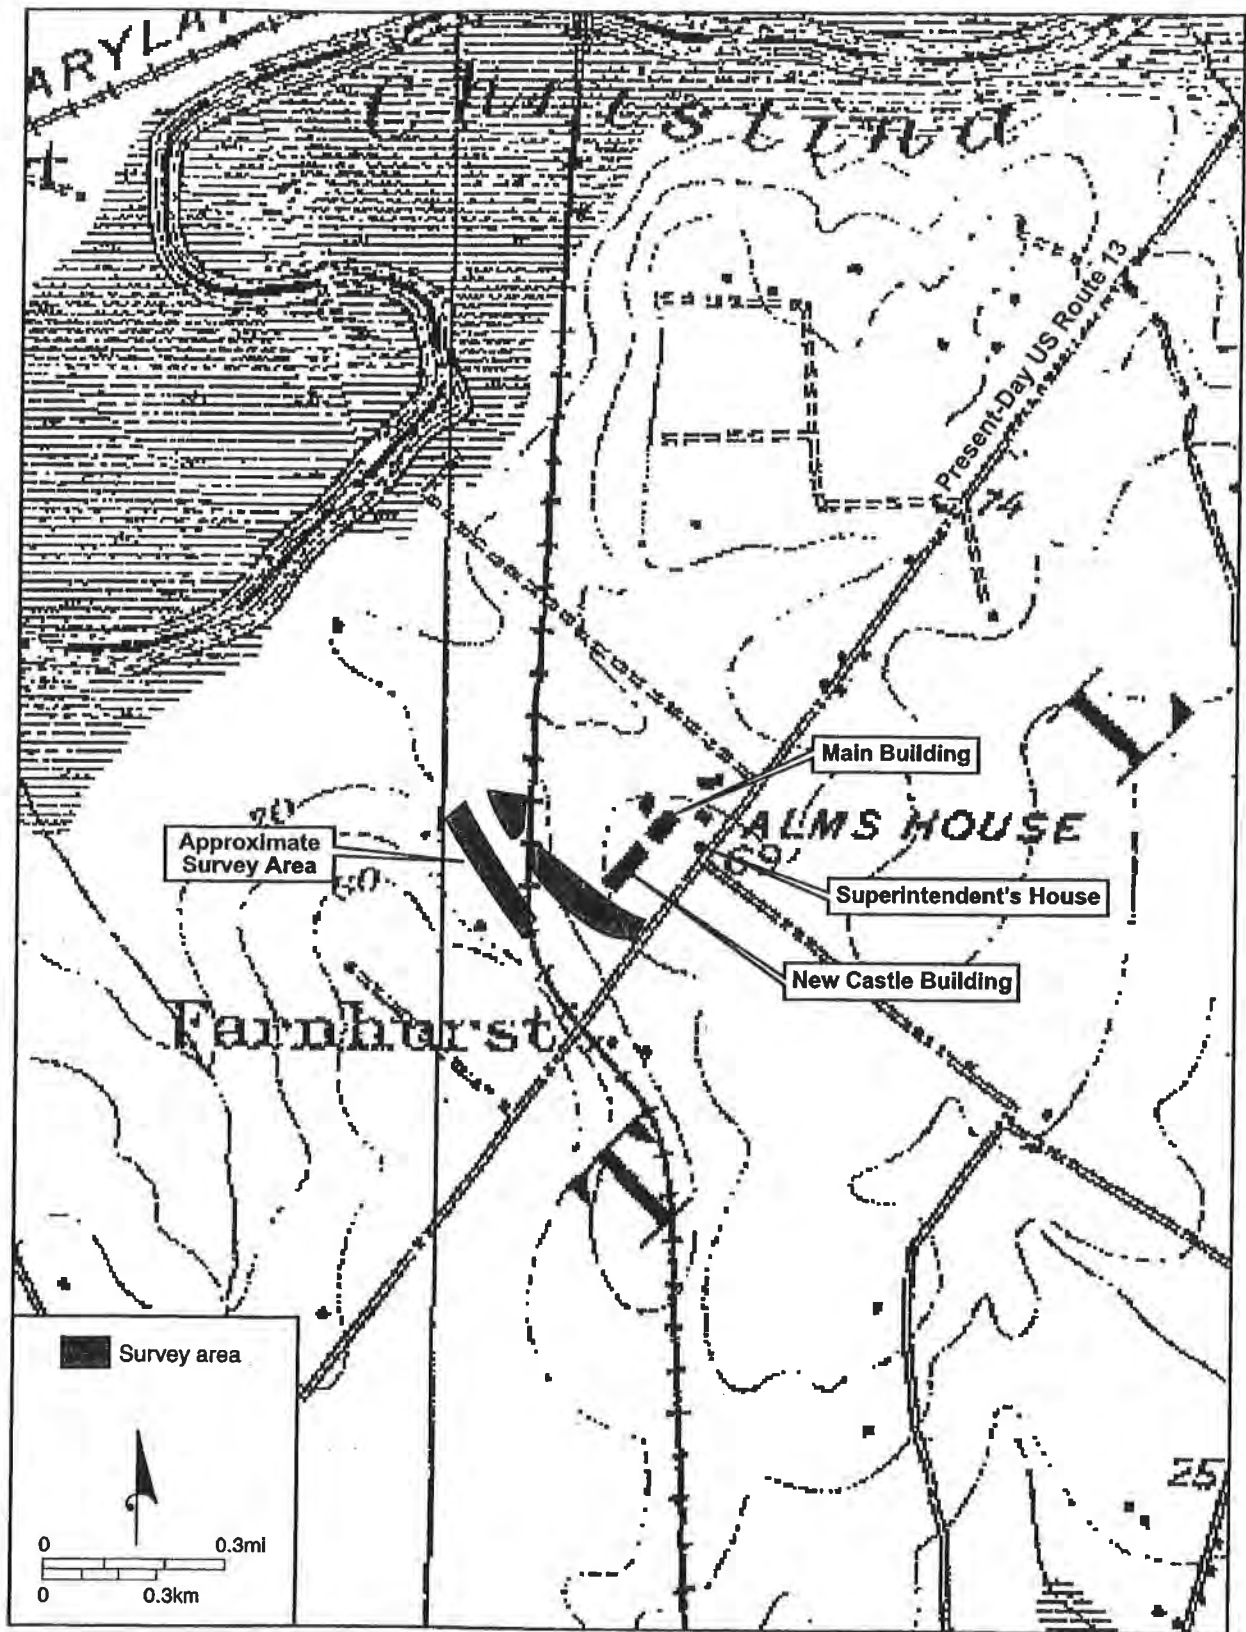 ARYLA
Christina
Present-Day US Route 13
Main Building
ALMS HOUSE
Approximate
Survey Area
Superintendent's House
New Castle Building
Farnhurst
Survey area
25
0 0.3mi
0 0.3km